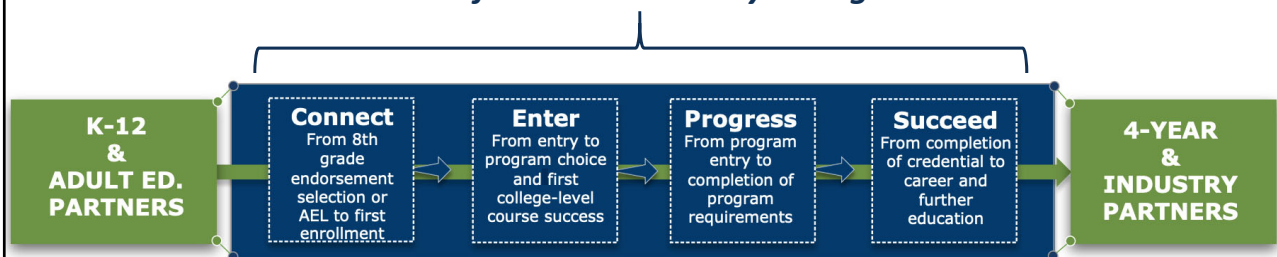 K-12
&
ADULT ED.
PARTNERS
Connect
From 8th
grade
endorsement
selection or
AEL to first
enrollment
Enter
From entry to
program choice
and first
college-level
course success
Progress
From program
entry to
completion of
program
requirements
Succeed
From completion
of credential to
career and
further
education
4-YEAR
&
INDUSTRY
PARTNERS